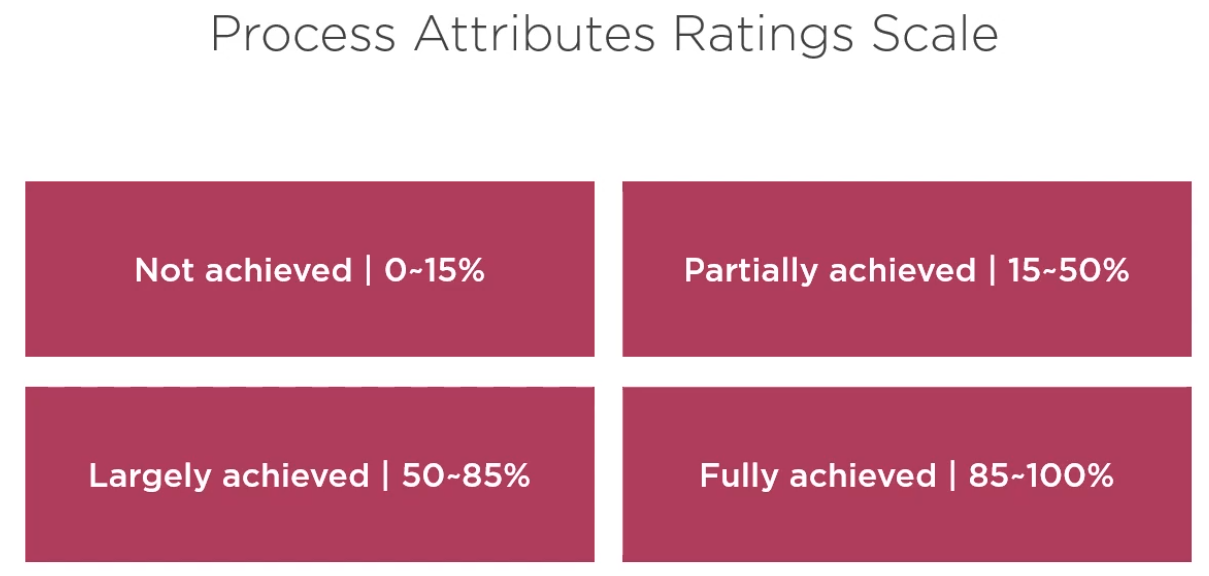 Process Attributes Ratings Scale
Not achieved | 0~15%
Partially achieved | 15~50%
Largely achieved | 50~85%
Fully achieved | 85~100%